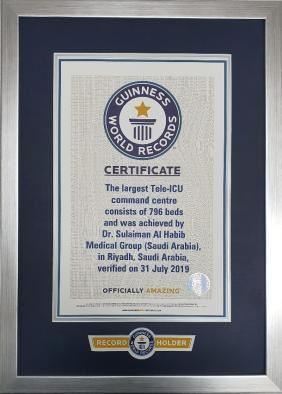 GUINNESS
WORLD RECORDS
CERTIFICATE
The largest Tele-ICU
command centre
consists of 796 beds
and was achieved by
Dr. Sulaiman Al Habib
Medical Group (Saudi Arabia),
in Riyadh, Saudi Arabia,
verified on 31 July 2019
OFFICIALLY AMAZING
RECORD HOLDER